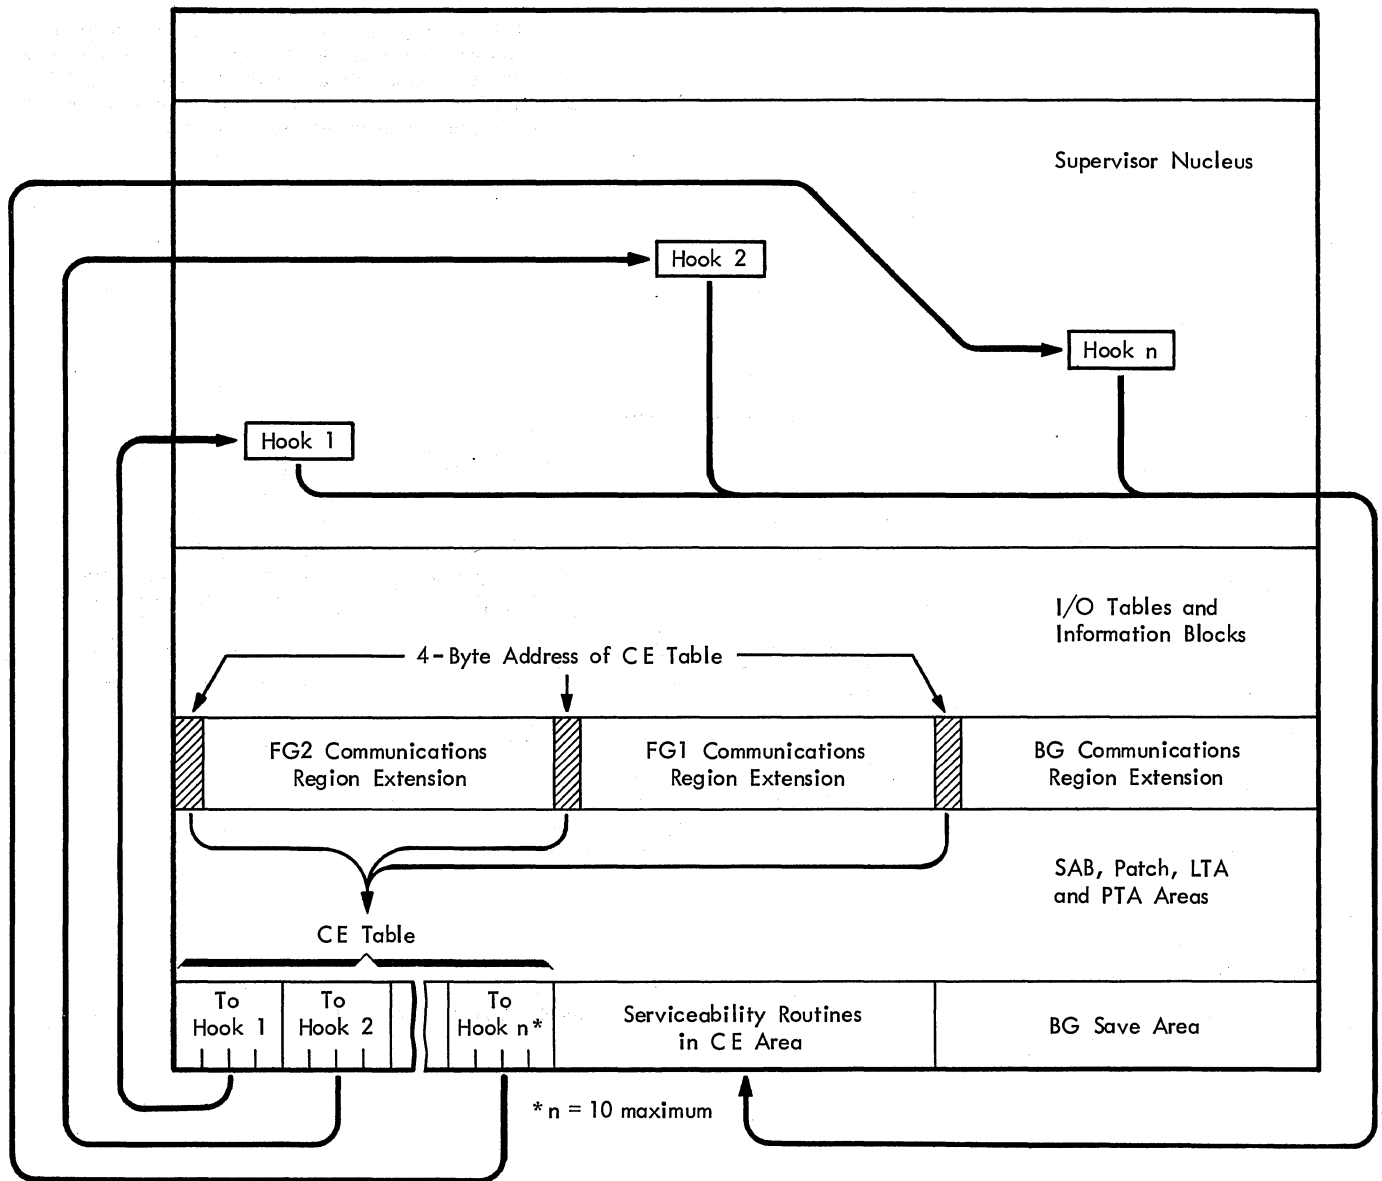 Supervisor Nucleus
Hook 2
Hook n
Hook 1
I/O Tables and
Information Blocks
4-Byte Address of CE Table
FG2 Communications
Region Extension
FG1 Communications
Region Extension
BG Communications
Region Extension
SAB, Patch, LTA
and PTA Areas
CE Table
To
Hook 1
To
Hook 2
To
Hook n*
Serviceability Routines
in CE Area
BG Save Area
*n = 10 maximum